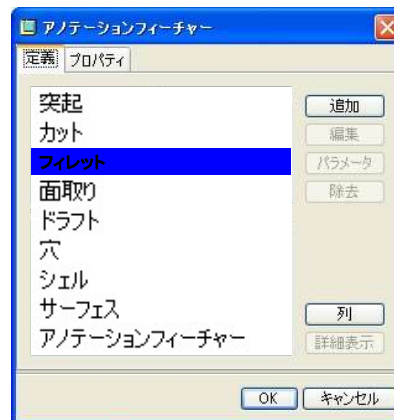 アノテーションフィーチャー
定義 プロパティ
突起
カット
フィレット
面取り
ドラフト
穴
シェル
サーフェス
アノテーションフィーチャー
追加
編集
パラメータ
除去
列
詳細表示
OK キャンセル